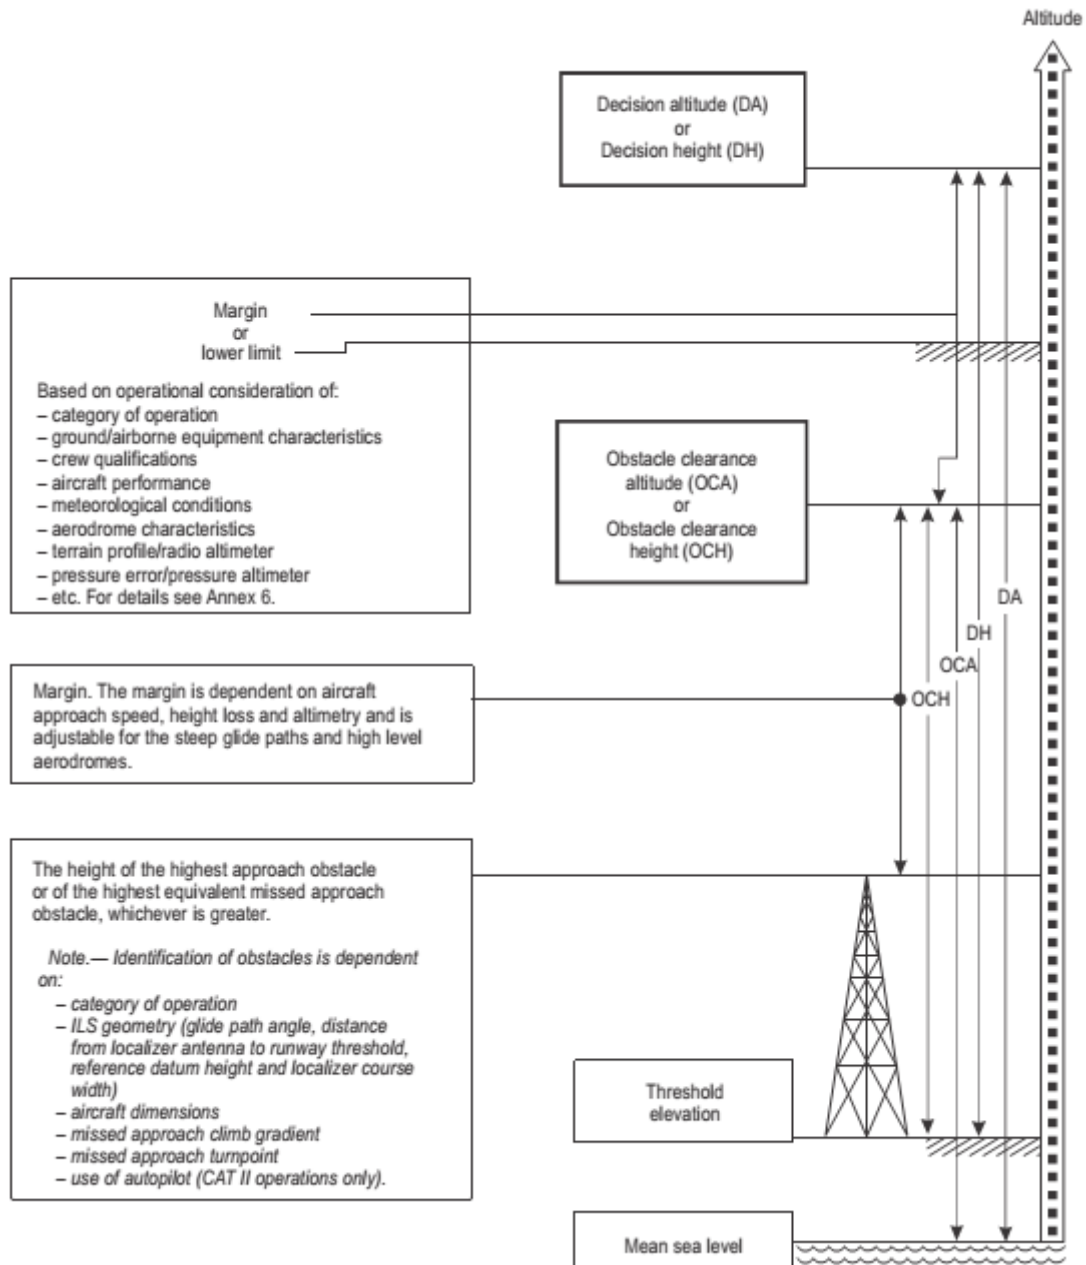 Altitude
Decision altitude (DA)
or
Decision height (DH)
Margin
or
lower limit
Based on operational consideration of:
– category of operation
– ground/airborne equipment characteristics
– crew qualifications
– aircraft performance
– meteorological conditions
– aerodrome characteristics
– terrain profile/radio altimeter
– pressure error/pressure altimeter
– etc. For details see Annex 6.
Obstacle clearance
altitude (OCA)
or
Obstacle clearance
height (OCH)
DA
DH
OCA
OCH
Margin. The margin is dependent on aircraft
approach speed, height loss and altimetry and is
adjustable for the steep glide paths and high level
aerodromes.
The height of the highest approach obstacle
or of the highest equivalent missed approach
obstacle, whichever is greater.
Note.— Identification of obstacles is dependent
on:
– category of operation
– ILS geometry (glide path angle, distance
from localizer antenna to runway threshold,
reference datum height and localizer course
width)
– aircraft dimensions
– missed approach climb gradient
– missed approach turnpoint
– use of autopilot (CAT II operations only).
Threshold
elevation
Mean sea level